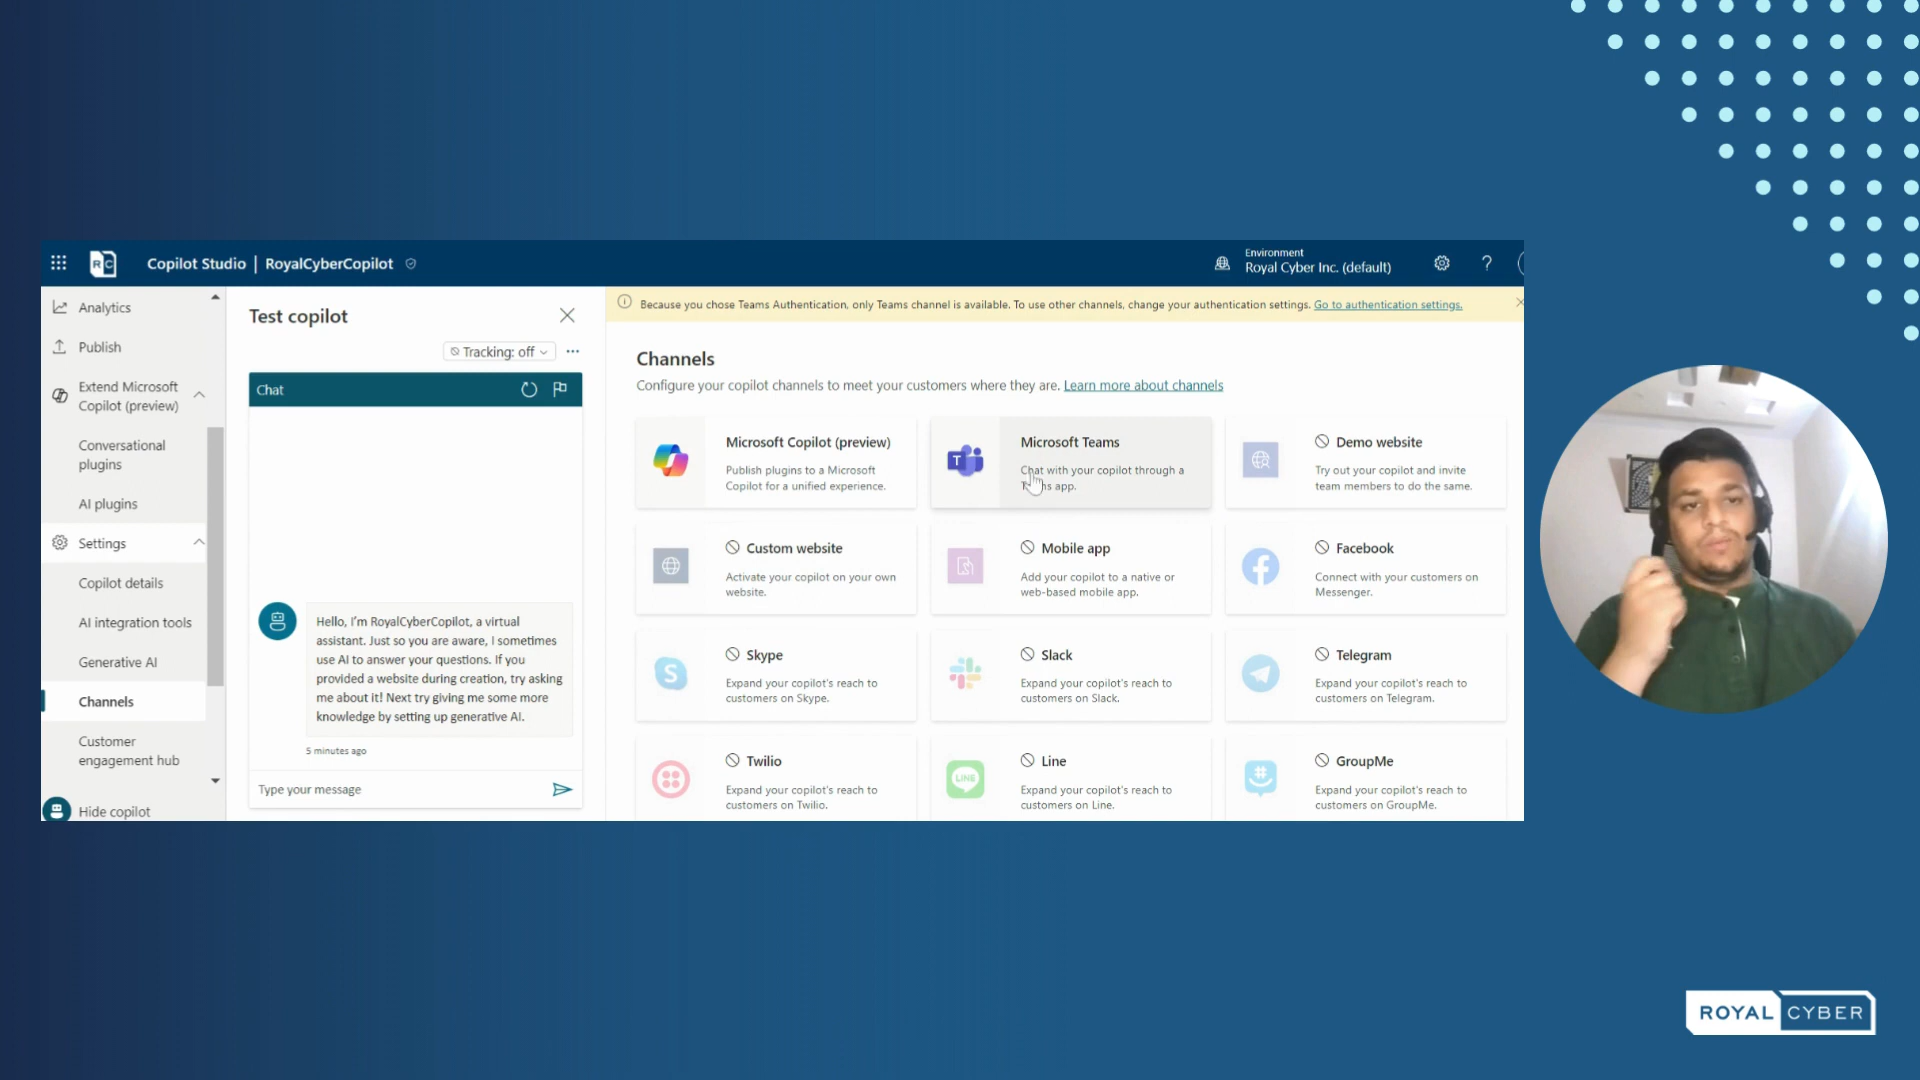 Copilot Studio | RoyalCyberCopilot
Environment
Royal Cyber Inc. (default)
?
Analytics
Publish
Extend Microsoft
Copilot (preview)
Conversational
plugins
AI plugins
Settings
Copilot details
AI integration tools
Generative AI
Channels
Customer
engagement hub
Hide copilot
Test copilot
Tracking: off
Chat
Hello, I'm RoyalCyberCopilot, a virtual
assistant. Just so you are aware, I sometimes
use AI to answer your questions. If you
provided a website during creation, try asking
me about it! Next try giving me some more
knowledge by setting up generative AI.
5 minutes ago
Type your message
Because you chose Teams Authentication, only Teams channel is available. To use other channels, change your authentication settings. Go to authentication settings.
Channels
Configure your copilot channels to meet your customers where they are. Learn more about channels
Microsoft Copilot (preview)
Publish plugins to a Microsoft
Copilot for a unified experience.
Microsoft Teams
Chat with your copilot through a
app.
Demo website
Try out your copilot and invite
team members to do the same.
Custom website
Activate your copilot on your own
website.
Mobile app
Add your copilot to a native or
web-based mobile app.
Facebook
Connect with your customers on
Messenger.
Skype
Expand your copilot's reach to
customers on Skype.
Slack
Expand your copilot's reach to
customers on Slack.
Telegram
Expand your copilot's reach to
customers on Telegram.
Twilio
Expand your copilot's reach to
customers on Twilio.
LINE
Line
Expand your copilot's reach to
customers on Line.
GroupMe
Expand your copilot's reach to
customers on GroupMe.
ROYAL CYBER